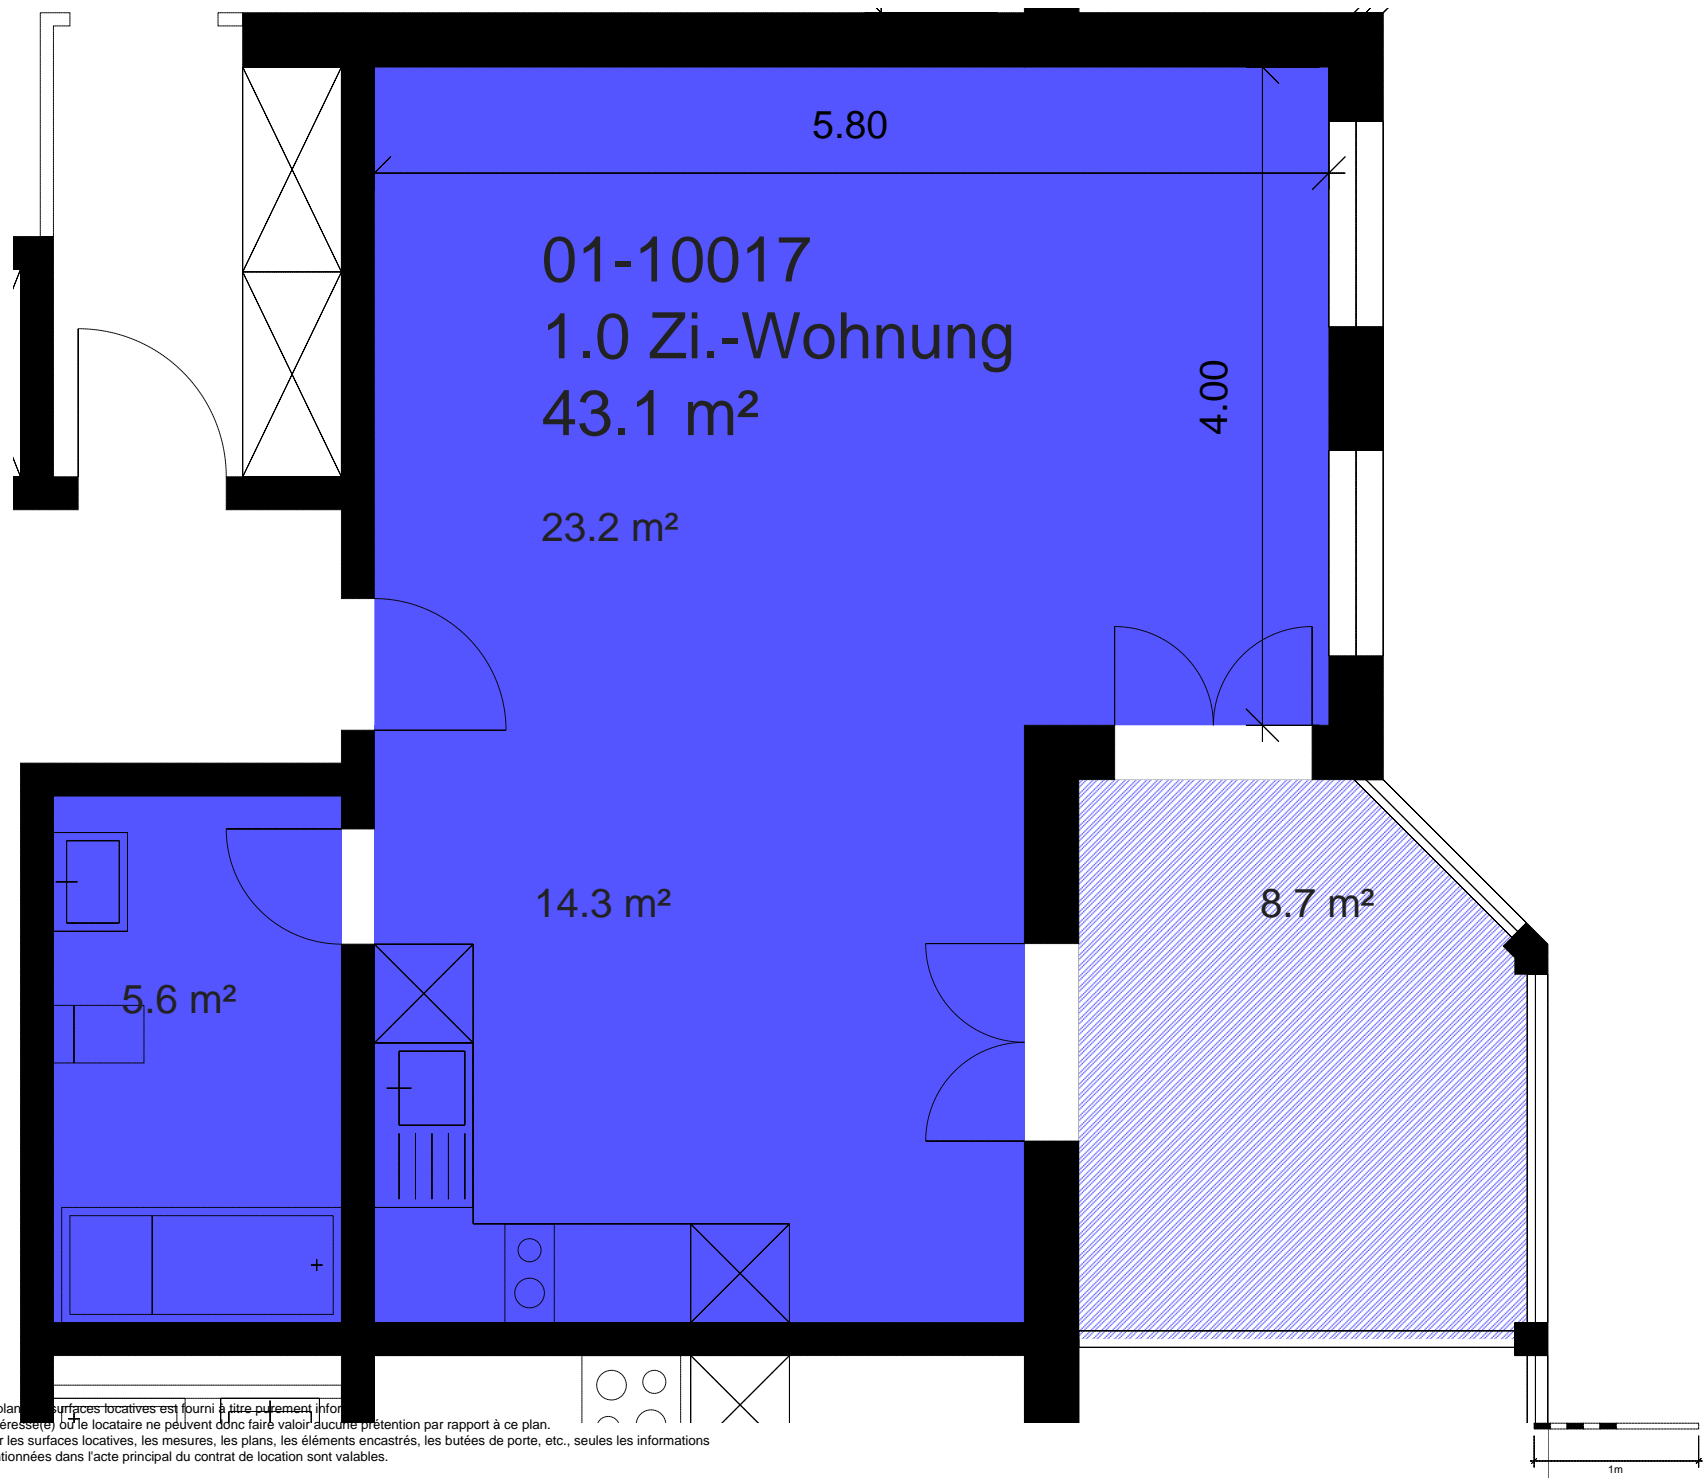 5.80
01-10017
1.0 Zi.-Wohnung
43.1 m²
4.00
23.2 m²
14.3 m²
8.7 m²
5.6 m²
surfaces locatives est fourni à titre purement
ou le locataire ne peuvent donc faire valoir aucune prétention par rapport à ce plan.
les surfaces locatives, les mesures, les plans, les éléments encastrés, les butées de porte, etc., seules les informations
dans l'acte principal du contrat de location sont valables.
1m